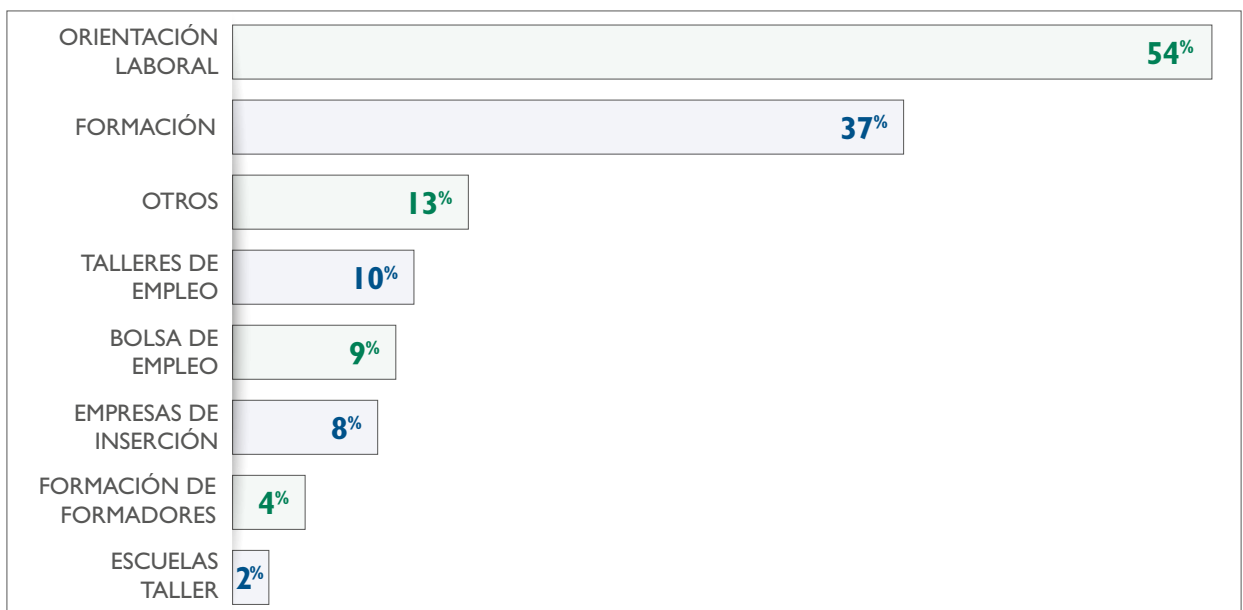 ORIENTACIÓN
LABORAL
54%
FORMACIÓN
37%
OTROS
13%
TALLERES DE
EMPLEO
10%
BOLSA DE
EMPLEO
9%
EMPRESAS DE
INSERCIÓN
8%
FORMACIÓN DE
FORMADORES
4%
ESCUELAS
TALLER
2%